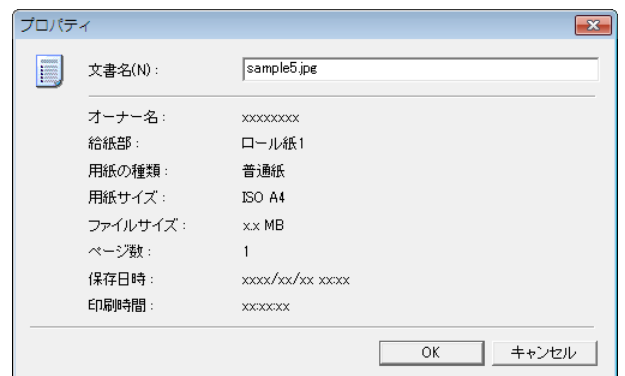 プロパティ
文書名(N) : sample5.jpg
オーナー名 : xxxxxxxx
給紙部 : ロール紙1
用紙の種類 : 普通紙
用紙サイズ : ISO A4
ファイルサイズ : x.x MB
ページ数 : 1
保存日時 : xxxx/xx/xx xx:xx
印刷時間 : xx:xx:xx
OK キャンセル